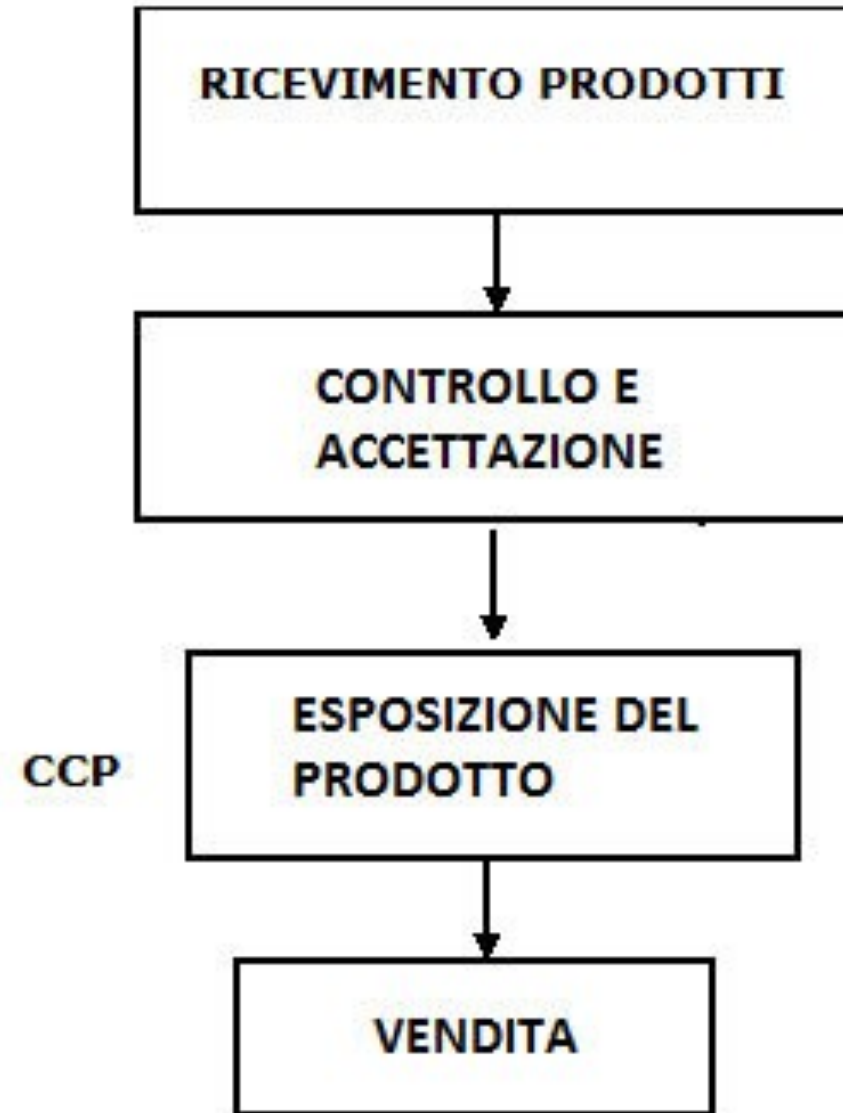 RICEVIMENTO PRODOTTI
CONTROLLO E
ACCETTAZIONE
ESPOSIZIONE DEL
PRODOTTO
CCP
VENDITA